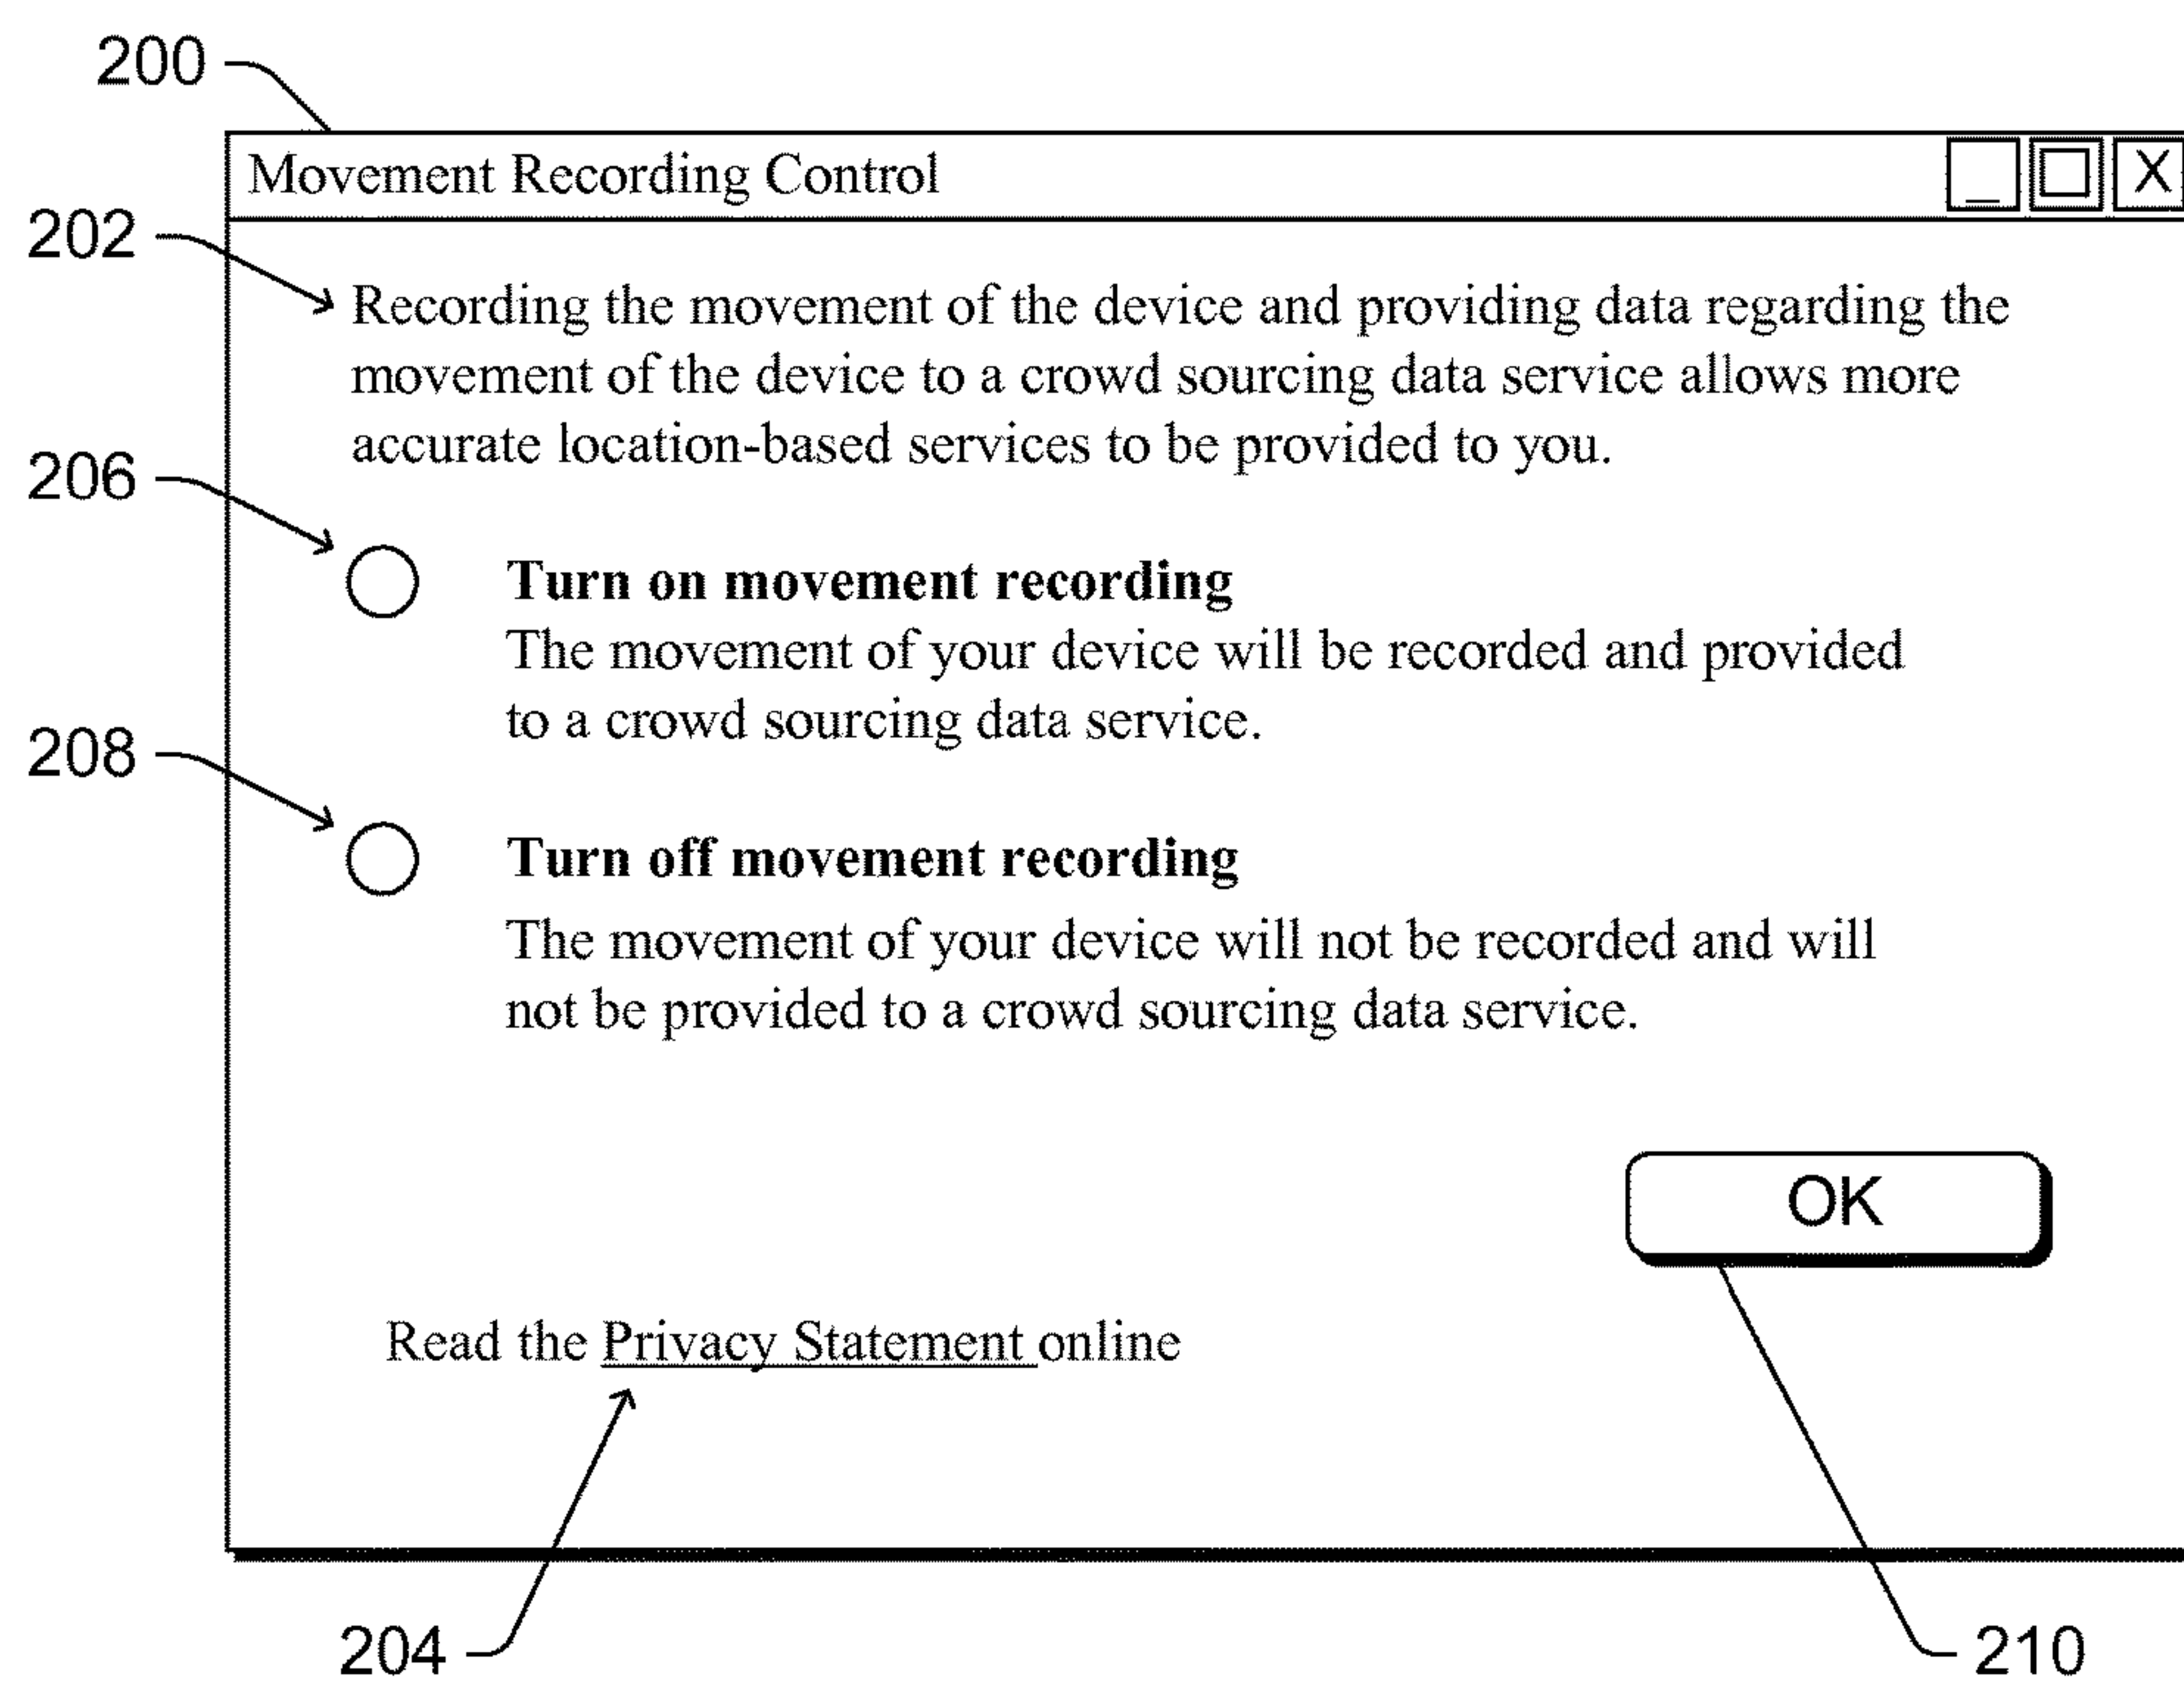 200
Movement Recording Control _ X
202
Recording the movement of the device and providing data regarding the
movement of the device to a crowd sourcing data service allows more
accurate location-based services to be provided to you.
206
Turn on movement recording
The movement of your device will be recorded and provided
to a crowd sourcing data service.
208
Turn off movement recording
The movement of your device will not be recorded and will
not be provided to a crowd sourcing data service.
OK
Read the Privacy Statement online
204
210